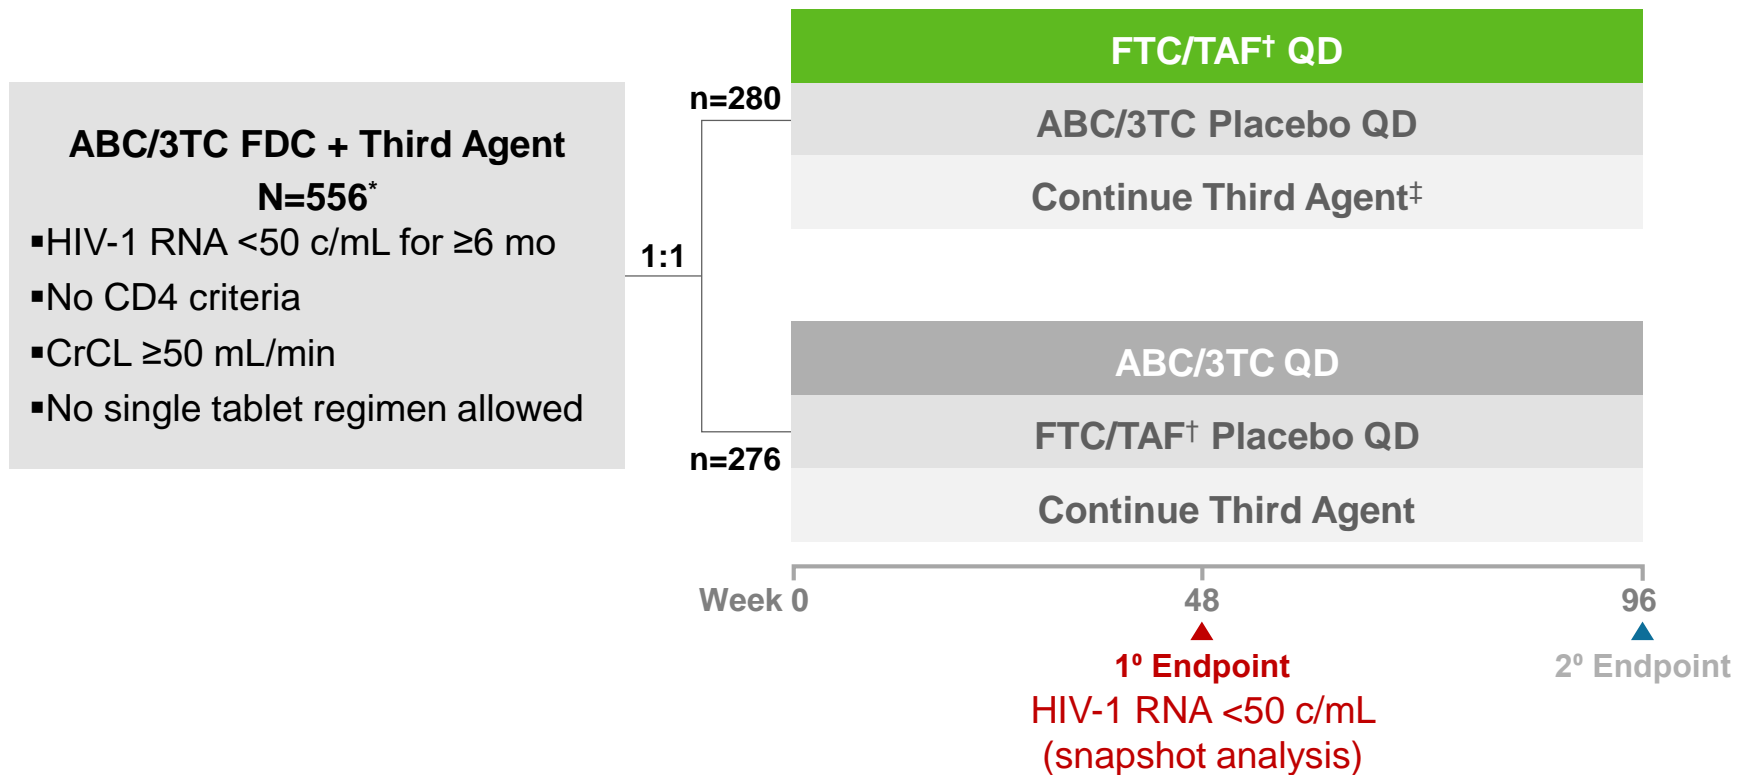 ABC/3TC FDC + Third Agent
N=556*
▪HIV-1 RNA <50 c/mL for ≥6 mo
▪No CD4 criteria
▪CrCL ≥50 mL/min
▪No single tablet regimen allowed
1:1
n=280
FTC/TAF† QD
ABC/3TC Placebo QD
Continue Third Agent‡
n=276
ABC/3TC QD
FTC/TAF† Placebo QD
Continue Third Agent
Week 0 48 96
1º Endpoint
HIV-1 RNA <50 c/mL
(snapshot analysis)
2º Endpoint